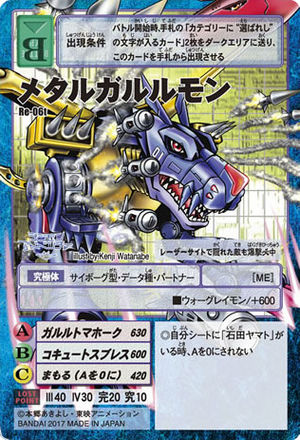 B
出現条件
バトル開始時､手札の「カテゴリーに "選ばれし"
の文字が入るカード｣2枚をダークエリアに送り､
このカードを手札から出現させる
メタルガルルモン
Re-06t
Illust by Kenji Watanabe
レーザーサイトで隠れた敵も爆撃する
究極体
サイボーグ型・データ種・パートナー
[ME]
■ウォーグレイモン/+600
A ガルルトマホーク 630
B コキュートスブレス 600
C まもる (Aを0に) 420
○自分シートに「石田ヤマト」が
いる時､Aを0にされない
LOST POINT
Ⅲ40 Ⅳ30 完20 究10
©本郷あきよし・東映アニメーション
BANDAI 2017 MADE IN JAPAN